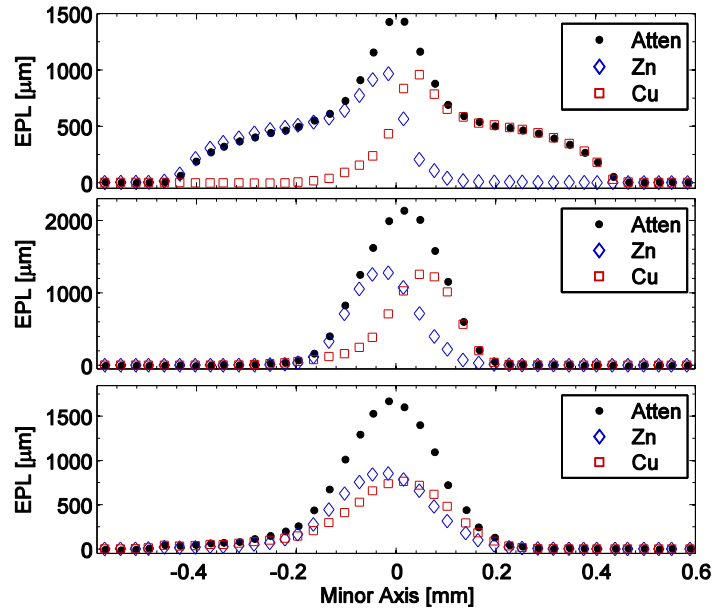 1500
1000
500
0
EPL [μm]
Atten
Zn
Cu
2000
1200
400
0
EPL [μm]
Atten
Zn
Cu
1500
1000
500
0
EPL [μm]
Atten
Zn
Cu
-0.4 -0.2 0 0.2 0.4 0.6
Minor Axis [mm]